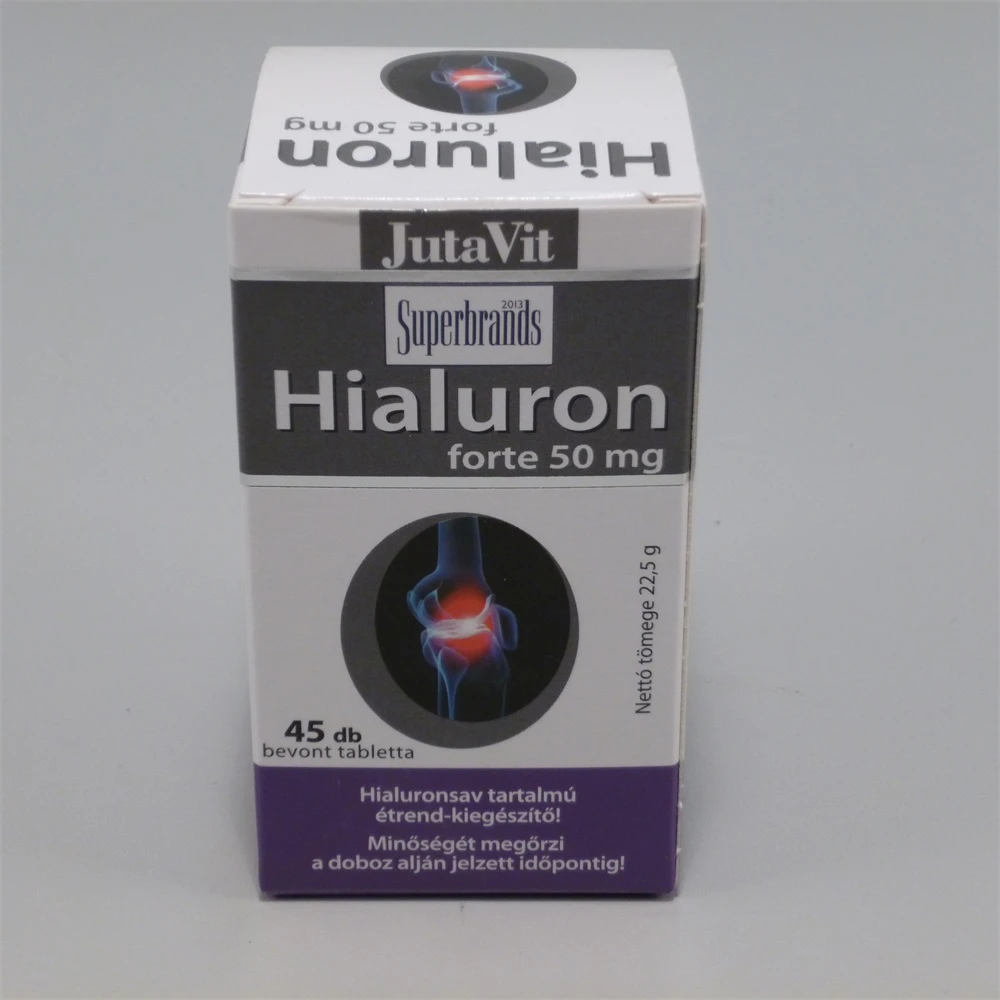 Hialuron
forte 50 mg
JutaVit
Superbrands
2013
Hialuron
forte 50 mg
Nettó tömege 22,5 g
45 db
bevont tabletta
Hialuronsav tartalmú
étrend-kiegészítő!
Minőségét megőrzi
a doboz alján jelzett időpontig!